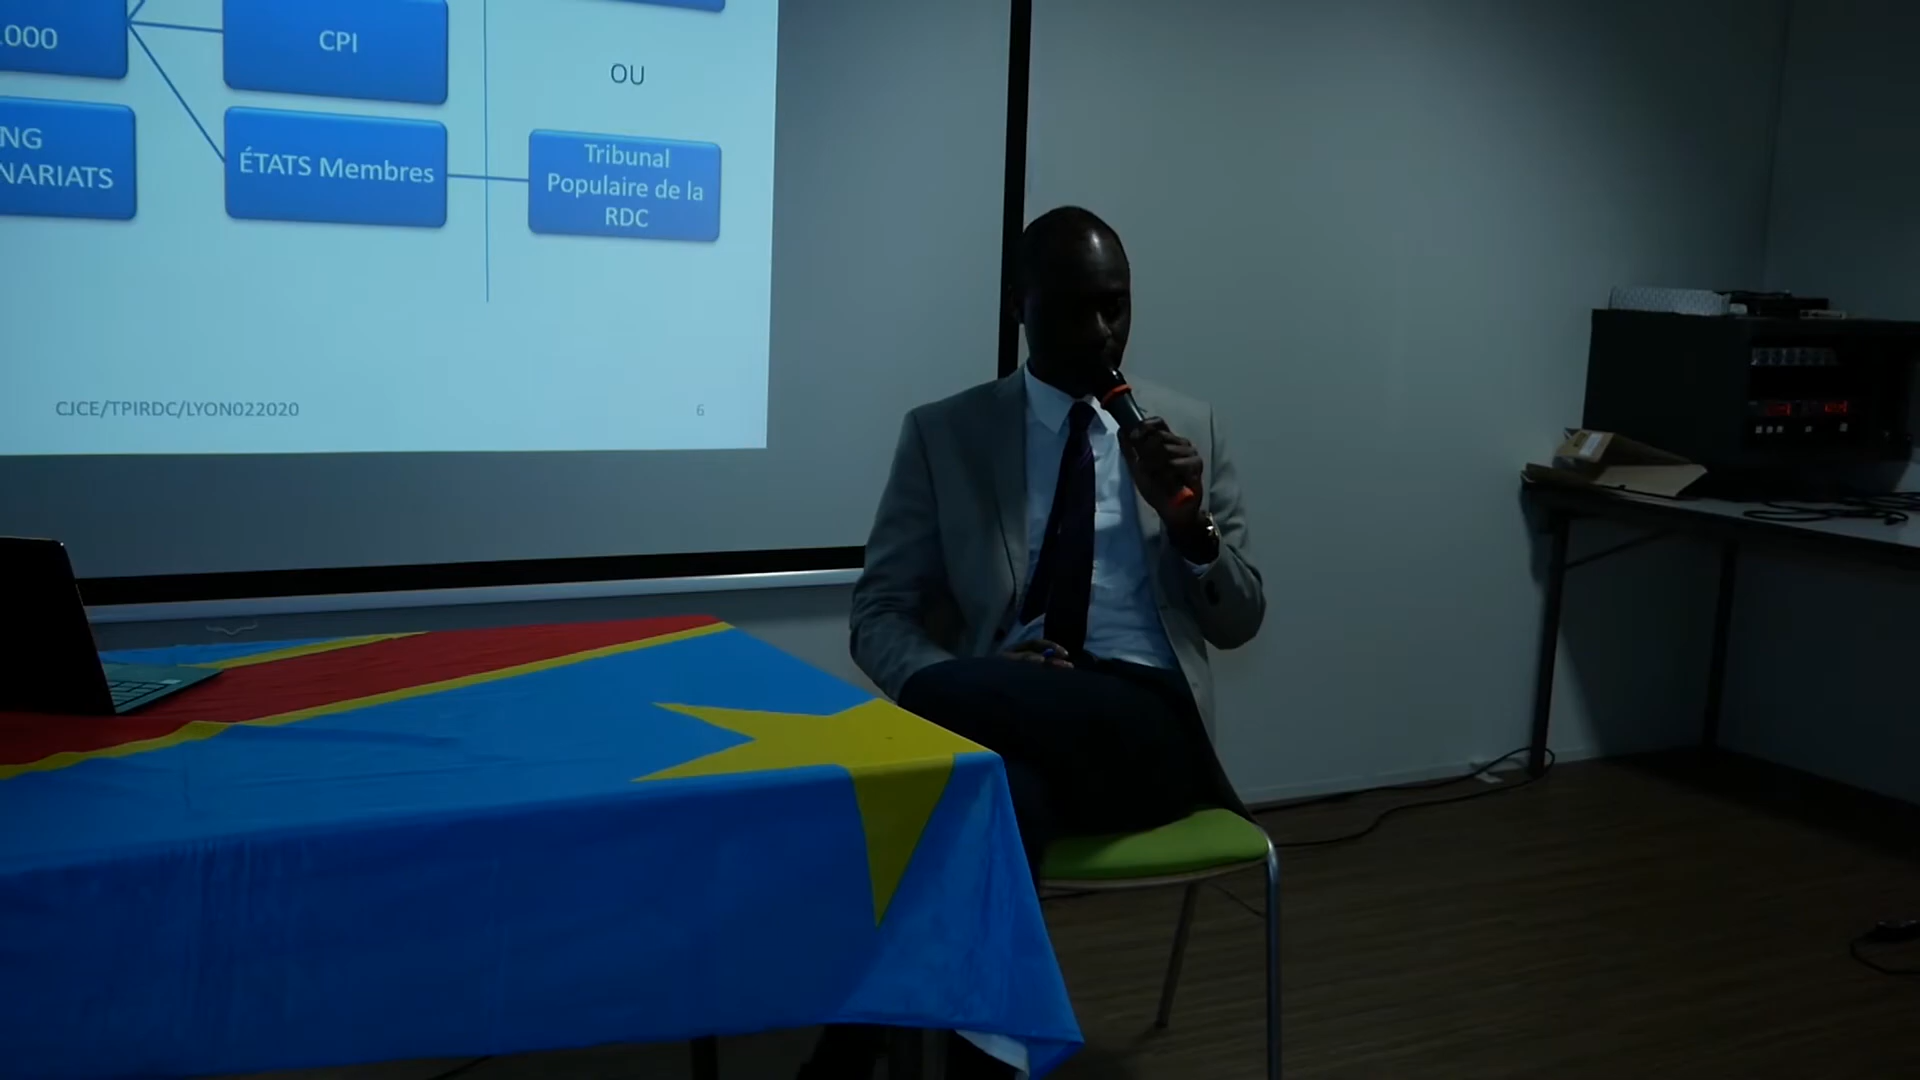 .000
CPI
OU
NG
NARIATS
ÉTATS Membres
Tribunal
Populaire de la
RDC
CJCE/TPIRDC/LYON022020
6